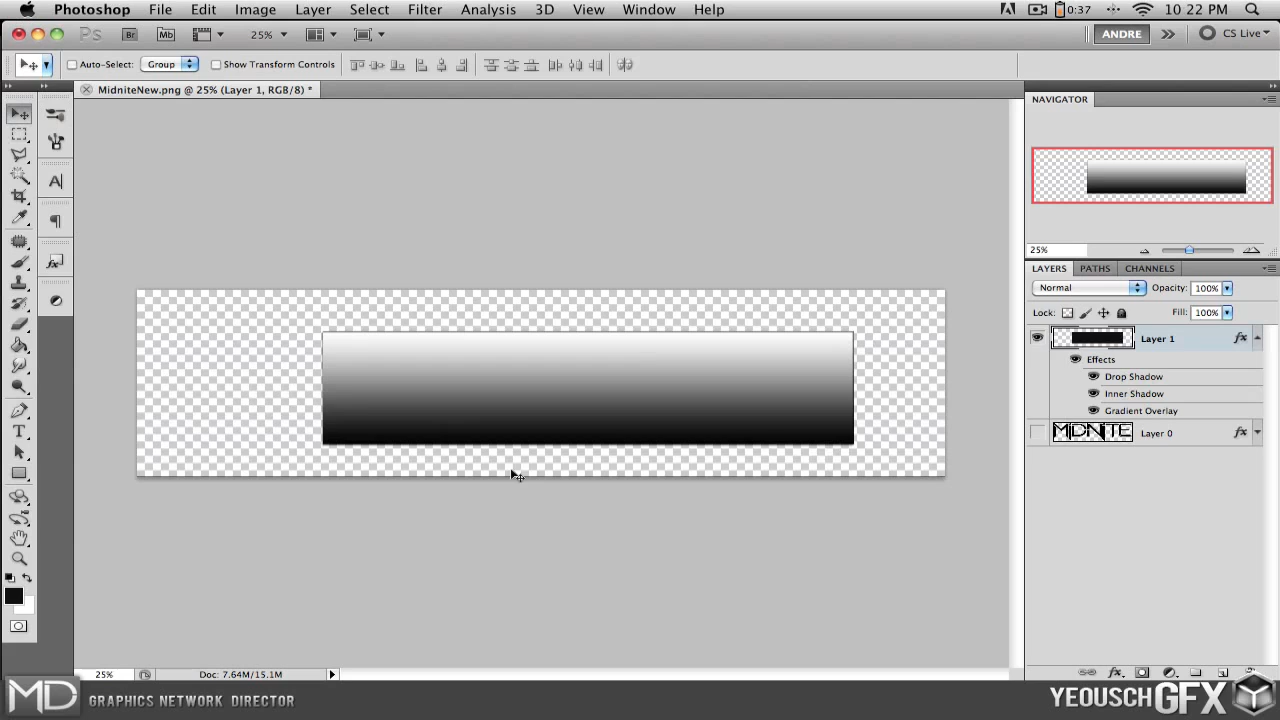 Photoshop File Edit Image Layer Select Filter Analysis 3D View Window Help 0:37 10:22 PM
Ps Br Mb 25% ANDRE CS Live
Auto-Select: Group Show Transform Controls
MidniteNew.png @ 25% (Layer 1, RGB/8) *
NAVIGATOR
25%
LAYERS PATHS CHANNELS
Normal Opacity: 100%
Lock: Fill: 100%
Layer 1 fx
Effects
Drop Shadow
Inner Shadow
Gradient Overlay
MIDNITE Layer 0 fx
25% Doc: 7.64M/15.1M
MD GRAPHICS NETWORK DIRECTOR
YEOUSCHGFX